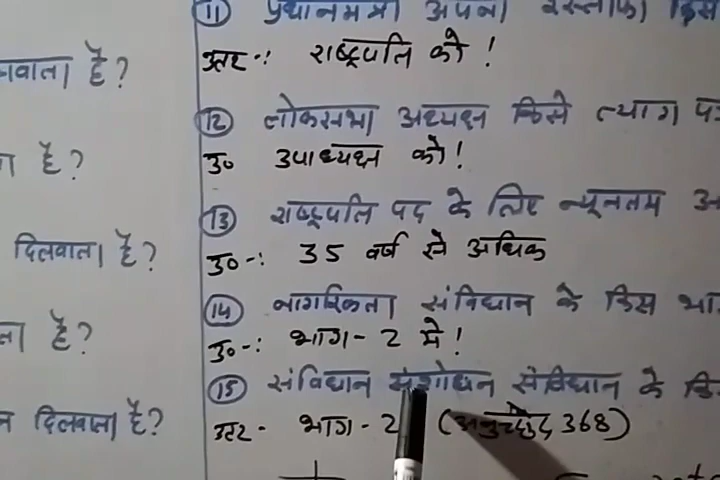 ⑪ प्रधानमंत्री अपना इस्तीफा किसे
उत्तर -: राष्ट्रपति को !
⑫ लोकसभा अध्यक्ष किसे त्याग प
उ० उपाध्यक्ष को !
⑬ राष्ट्रपति पद के लिए न्यूनतम
उ० -: 35 वर्ष से अधिक
⑭ नागरिकता संविधान के किस भा
उ० -: भाग - 2 मे !
⑮ संविधान संशोधन संविधान के कि
उत्तर - भाग - 2 (अनुच्छेद 368)
है ?
है ?
दिलवाता है ?
है ?
दिलवाता है ?